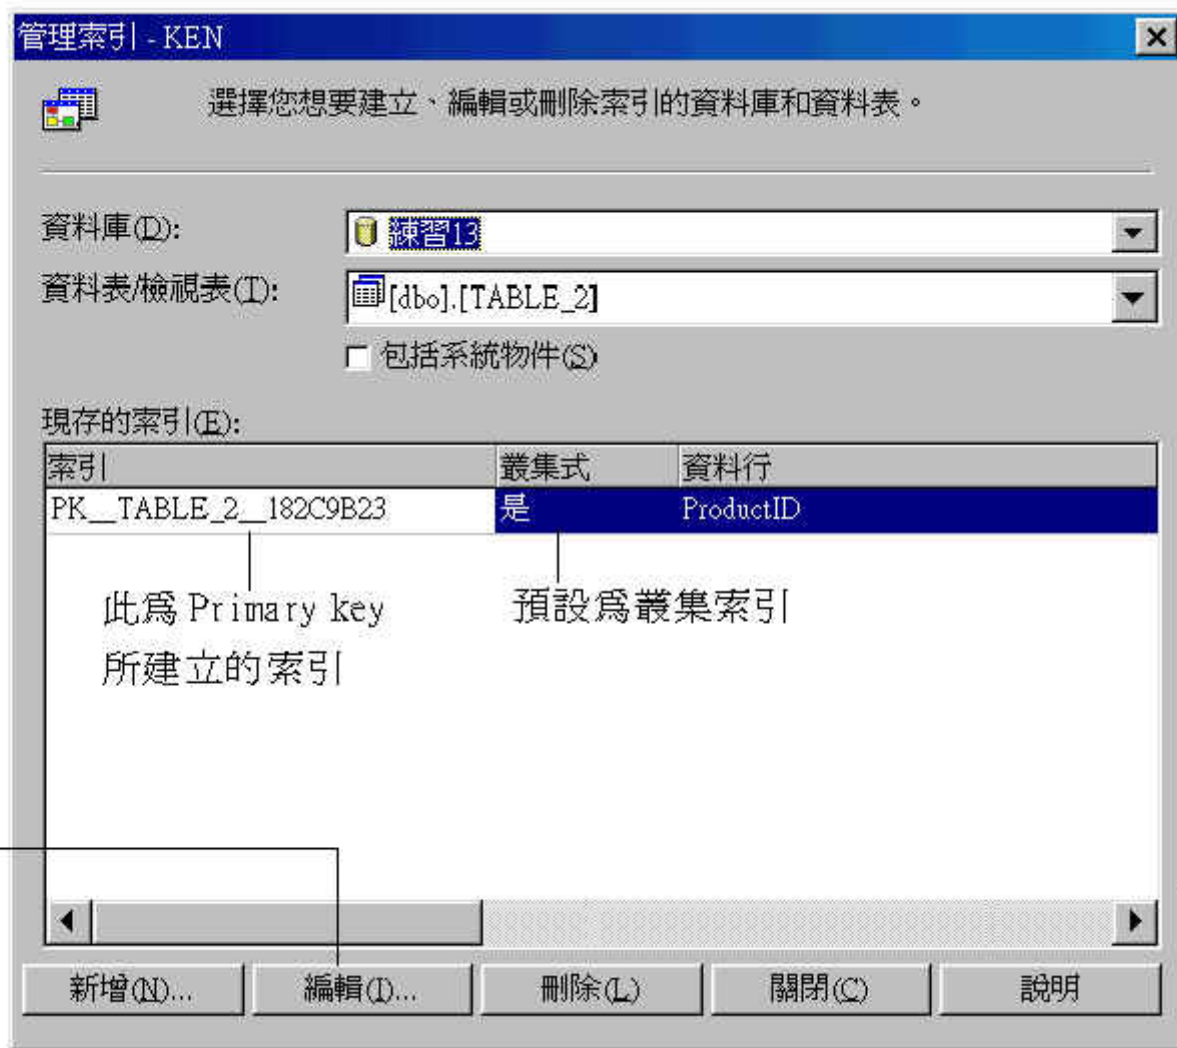 管理索引 - KEN
選擇您想要建立、編輯或刪除索引的資料庫和資料表。
資料庫(D):
練習13
資料表/檢視表(T):
[dbo].[TABLE_2]
包括系統物件(S)
現存的索引(E):
索引 叢集式 資料行
PK__TABLE_2__182C9B23 是 ProductID
此為 Primary key
所建立的索引
預設為叢集索引
新增(N)... 編輯(I)... 刪除(L) 關閉(C) 說明